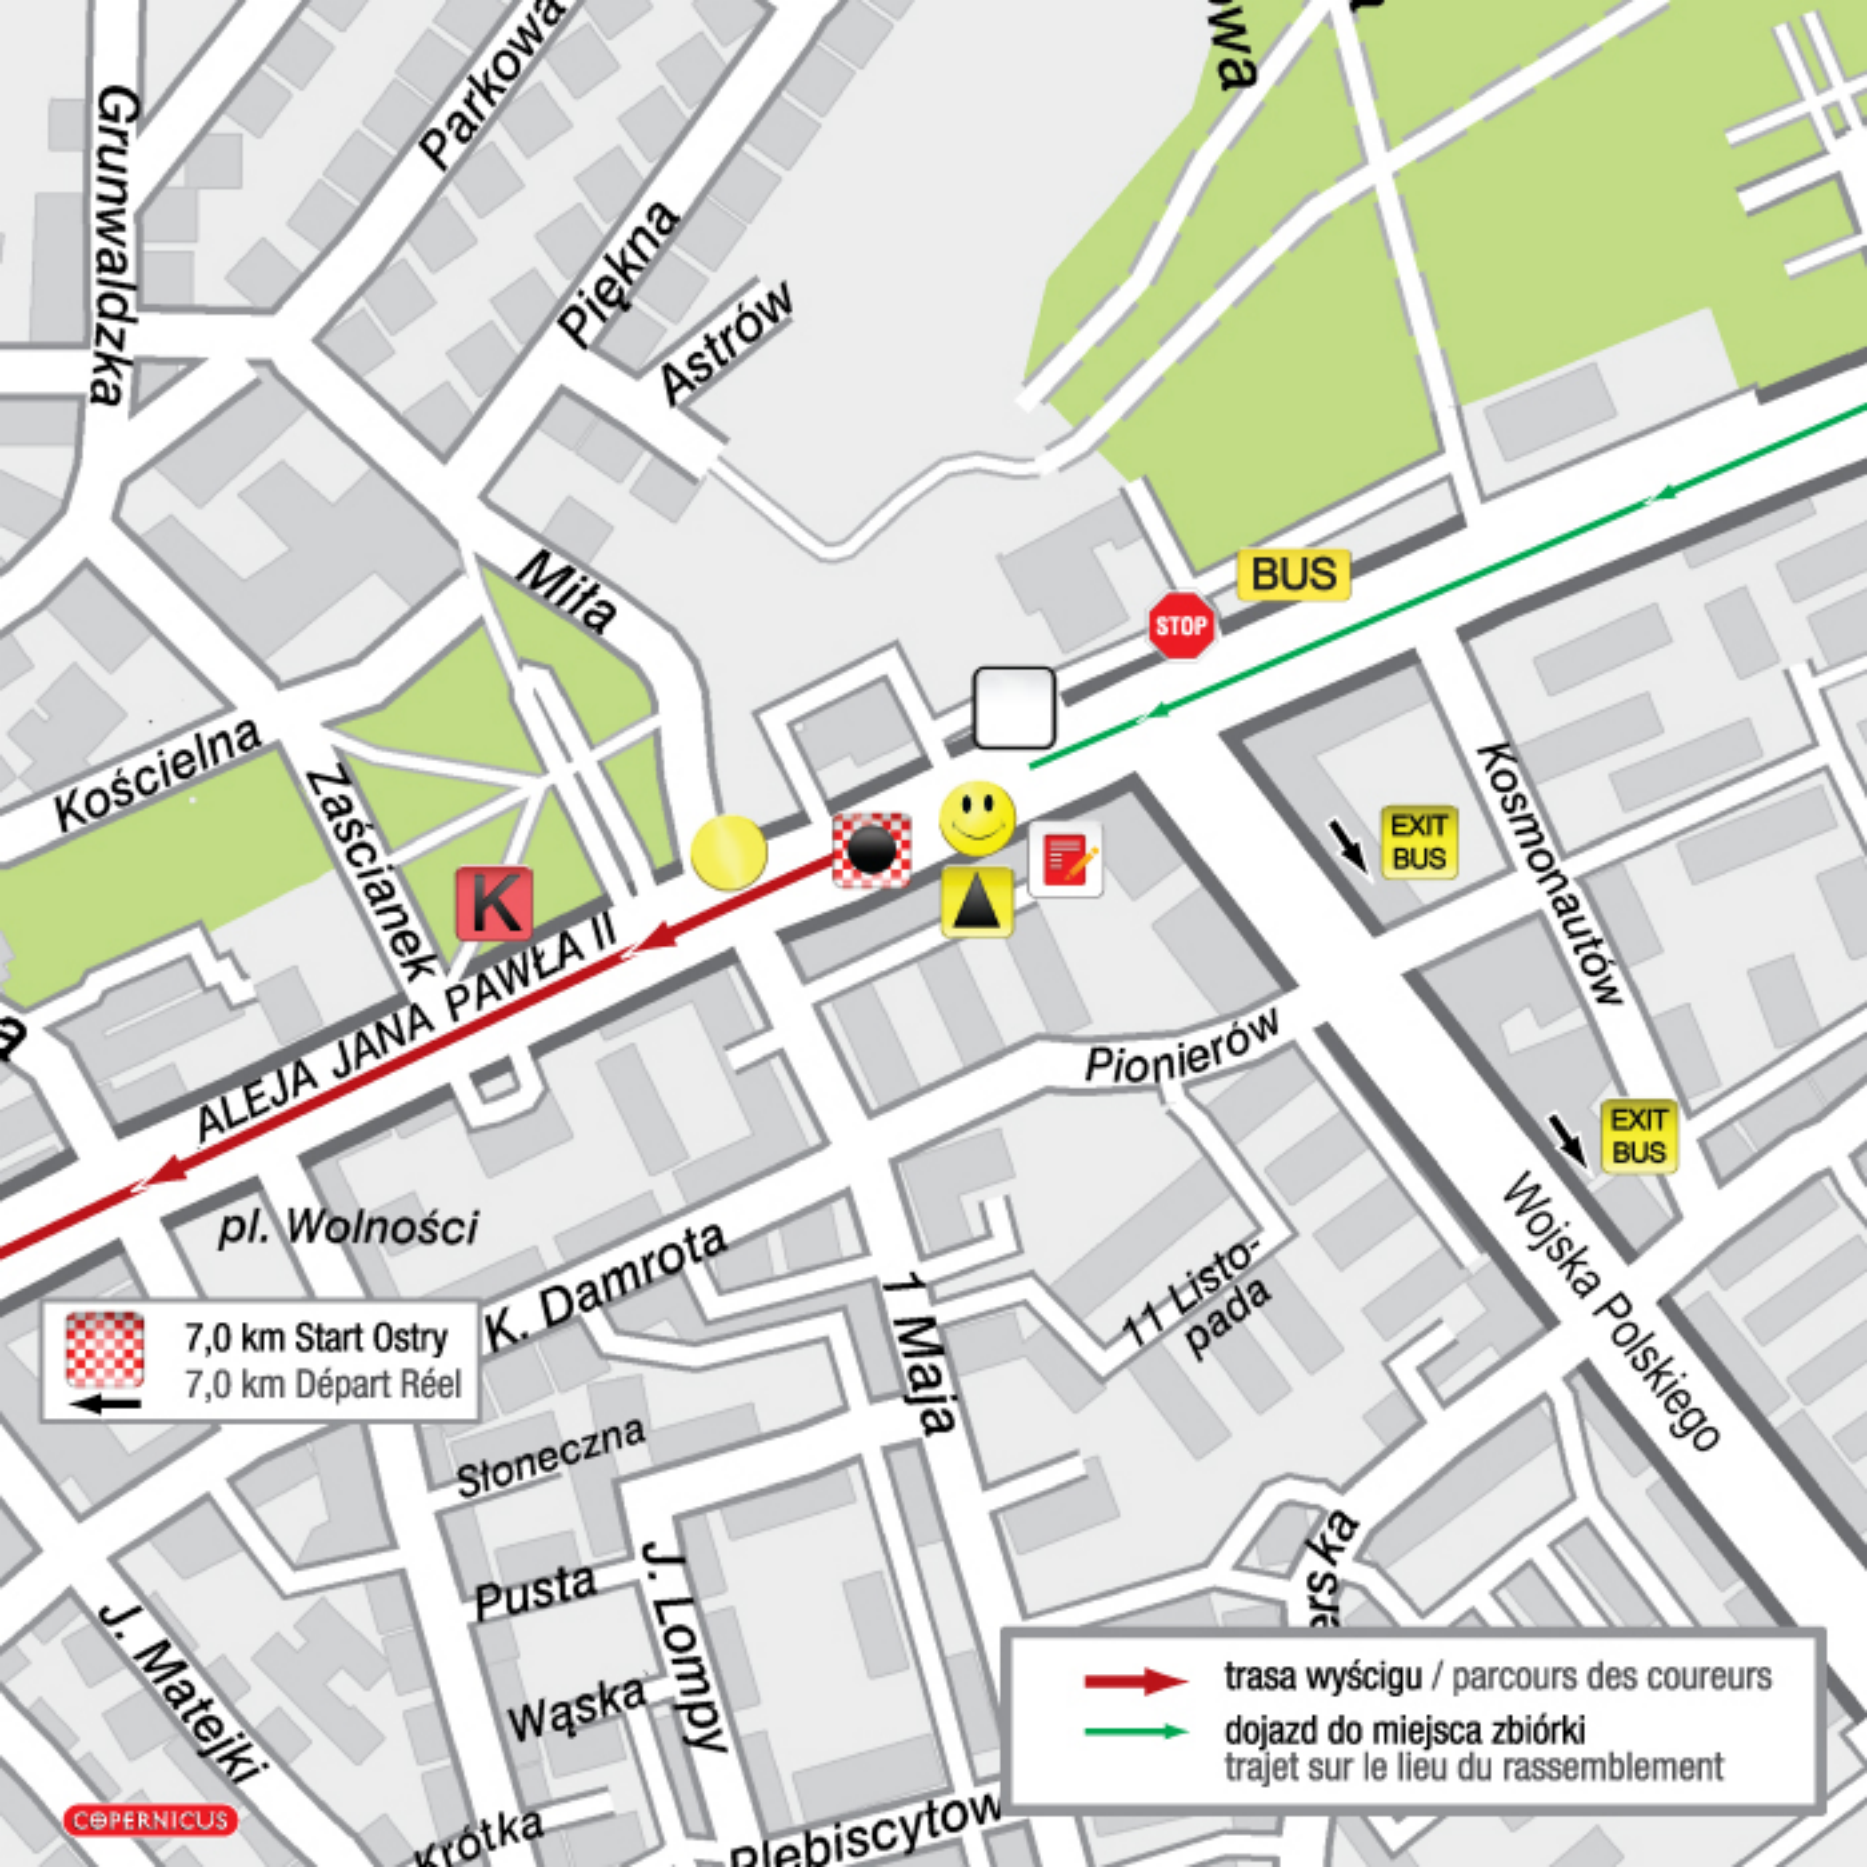 Parkowa
Grunwaldzka
Piękna
Astrów
owa
Miła
BUS
STOP
Kościelna
Zaścianek
K
EXIT
BUS
Kosmonautów
ALEJA JANA PAWŁA II
a
Pionierów
EXIT
BUS
pl. Wolności
K. Damrota
11 Listo-
pada
1 Maja
Wojska Polskiego
7,0 km Start Ostry
7,0 km Départ Réel
Słoneczna
Pusta
J. Lompy
Wąska
J. Matejki
erska
trasa wyścigu / parcours des coureurs
dojazd do miejsca zbiórki
trajet sur le lieu du rassemblement
COPERNICUS
Krótka
Plebiscytow